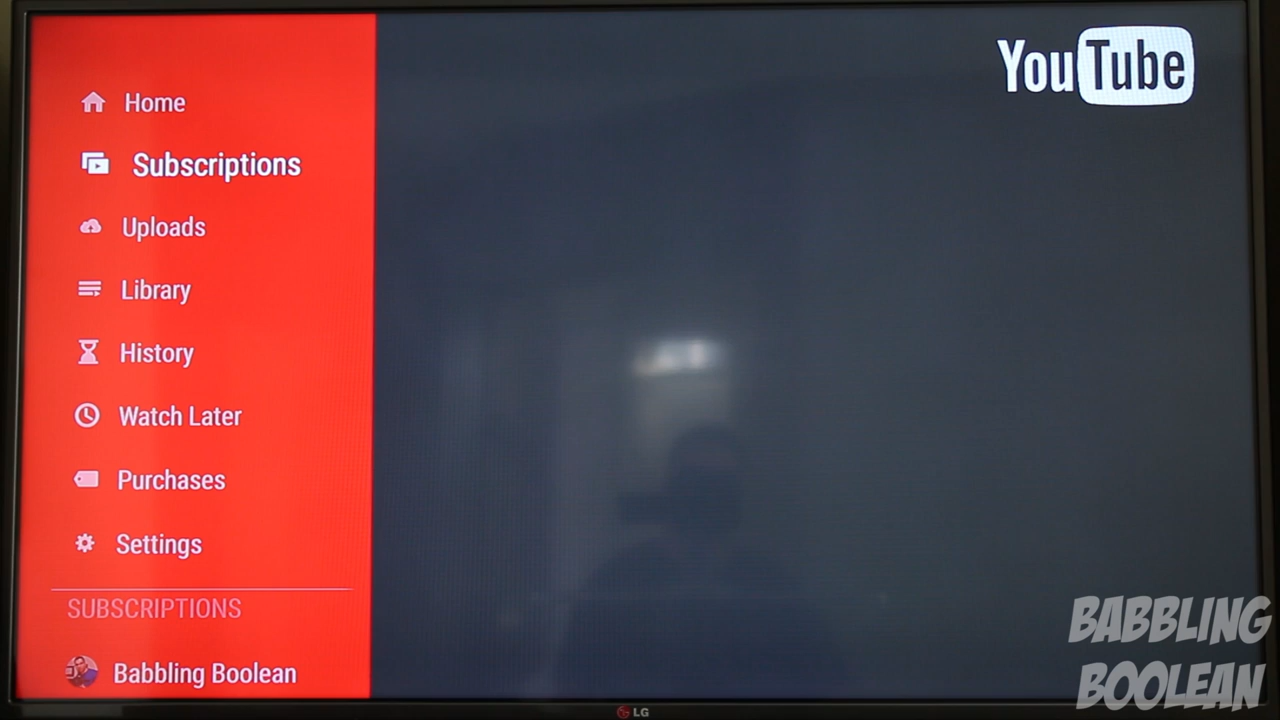 YouTube
Home
Subscriptions
Uploads
Library
History
Watch Later
Purchases
Settings
SUBSCRIPTIONS
Babbling Boolean
BABBLING
BOOLEAN
LG